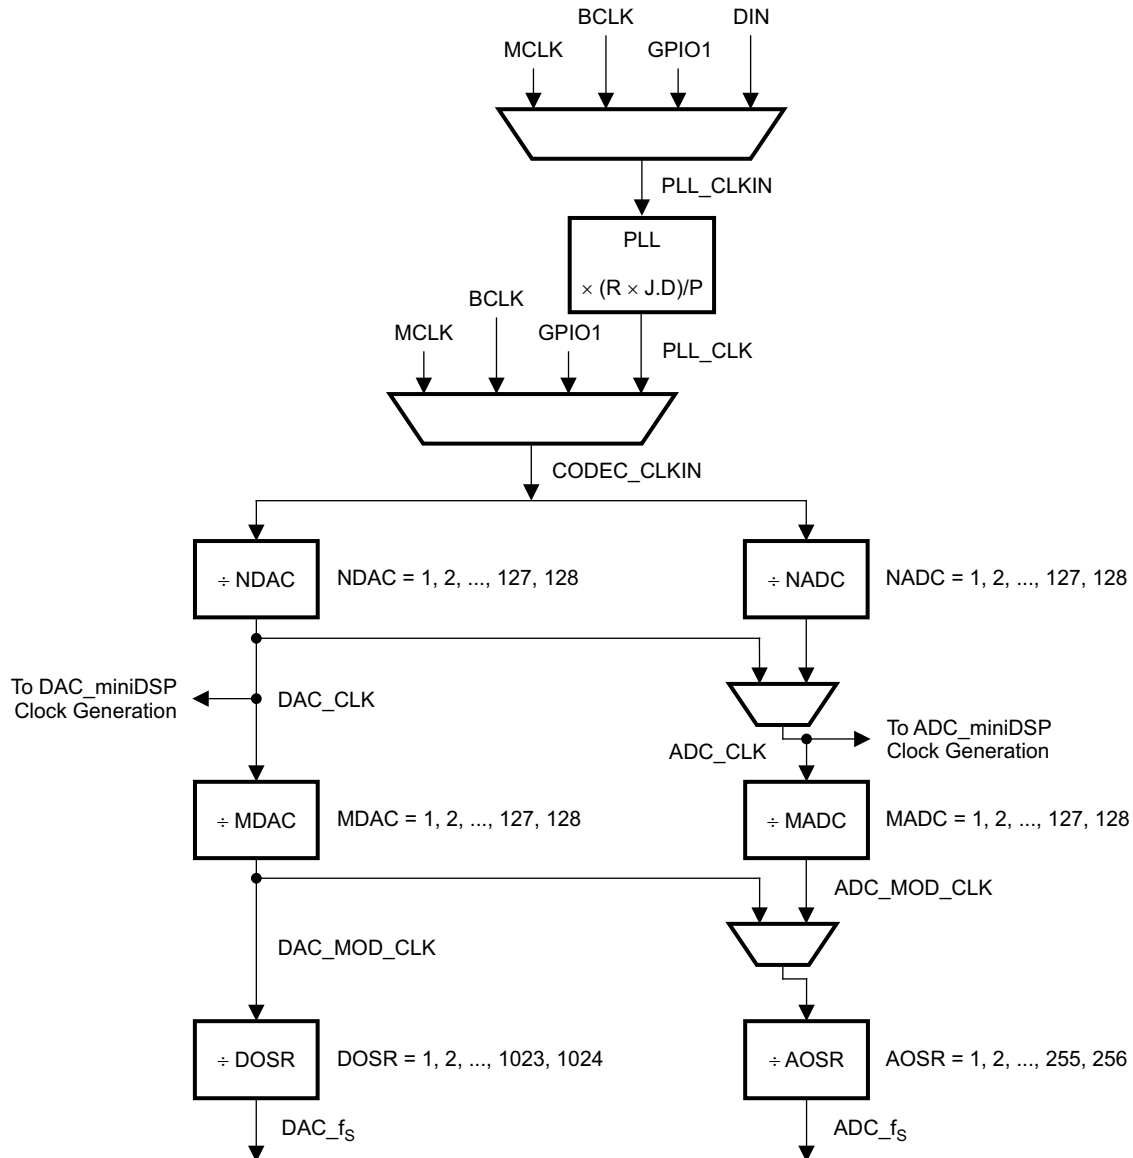 BCLK DIN
MCLK GPIO1
PLL_CLKIN
PLL
× (R × J.D)/P
BCLK
MCLK GPIO1
PLL_CLK
CODEC_CLKIN
÷ NDAC NDAC = 1, 2, ..., 127, 128 ÷ NADC NADC = 1, 2, ..., 127, 128
To DAC_miniDSP
Clock Generation
DAC_CLK
To ADC_miniDSP
Clock Generation
ADC_CLK
÷ MDAC MDAC = 1, 2, ..., 127, 128 ÷ MADC MADC = 1, 2, ..., 127, 128
ADC_MOD_CLK
DAC_MOD_CLK
÷ DOSR DOSR = 1, 2, ..., 1023, 1024 ÷ AOSR AOSR = 1, 2, ..., 255, 256
DAC_fS ADC_fS